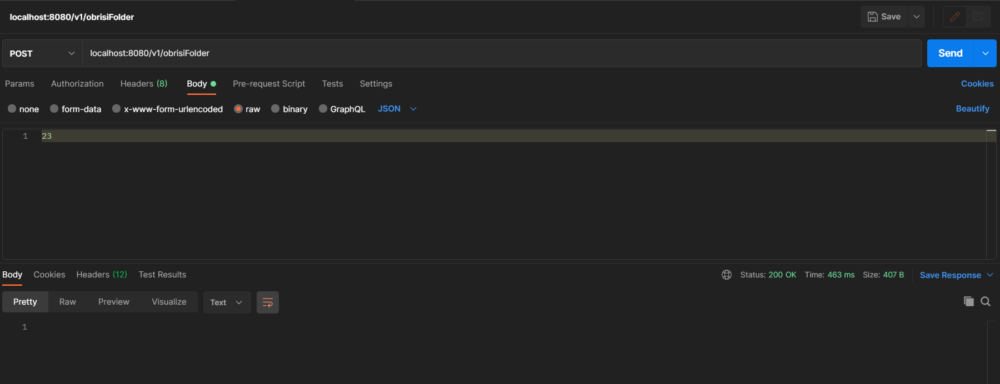 localhost:8080/v1/obrisiFolder
Save
POST
localhost:8080/v1/obrisiFolder
Send
Params Authorization Headers (8) Body Pre-request Script Tests Settings Cookies
none form-data x-www-form-urlencoded raw binary GraphQL JSON Beautify
1 23
Body Cookies Headers (12) Test Results Status: 200 OK Time: 463 ms Size: 407 B Save Response
Pretty Raw Preview Visualize Text
1